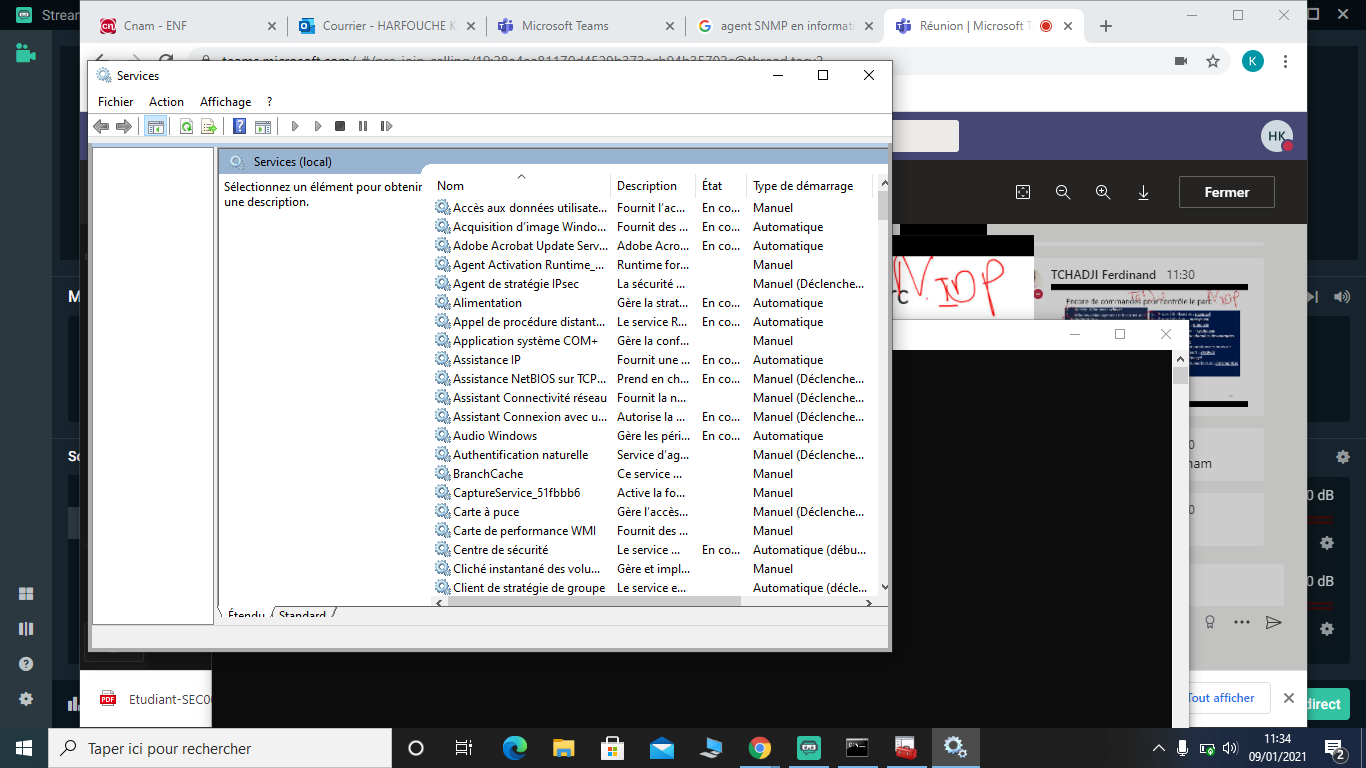 Stream
Cnam - ENF
Courrier - HARFOUCHE K
Microsoft Teams
agent SNMP en informati
Réunion | Microsoft T
K
Services
Fichier Action Affichage ?
HK
Services (local)
Sélectionnez un élément pour obtenir
une description.
Fermer
Nom Description État Type de démarrage
Accès aux données utilisate... Fournit l'ac... En co... Manuel
Acquisition d'image Windo... Fournit des ... En co... Automatique
Adobe Acrobat Update Serv... Adobe Acro... En co... Automatique
Agent Activation Runtime_... Runtime for... Manuel
Agent de stratégie IPsec La sécurité ... Manuel (Déclenche...
Alimentation Gère la strat... En co... Automatique
Appel de procédure distant... Le service R... En co... Automatique
Application système COM+ Gère la conf... Manuel
Assistance IP Fournit une ... En co... Automatique
Assistance NetBIOS sur TCP... Prend en ch... En co... Manuel (Déclenche...
Assistant Connectivité réseau Fournit la n... Manuel (Déclenche...
Assistant Connexion avec u... Autorise la ... En co... Manuel (Déclenche...
Audio Windows Gère les péri... En co... Automatique
Authentification naturelle Service d'ag... Manuel (Déclenche...
BranchCache Ce service ... Manuel
CaptureService_51fbbb6 Active la fo... Manuel
Carte à puce Gère l'accès... Manuel (Déclenche...
Carte de performance WMI Fournit des ... Manuel
Centre de sécurité Le service ... En co... Automatique (débu...
Cliché instantané des volu... Gère et impl... Manuel
Client de stratégie de groupe Le service e... Automatique (décle...
Étendu Standard
TCHADJI Ferdinand 11:30
Encore de commandes pour contrôle le parc
0 dB
0 dB
PDF
Etudiant-SEC0
Tout afficher
direct
Taper ici pour rechercher
11:34
09/01/2021
2